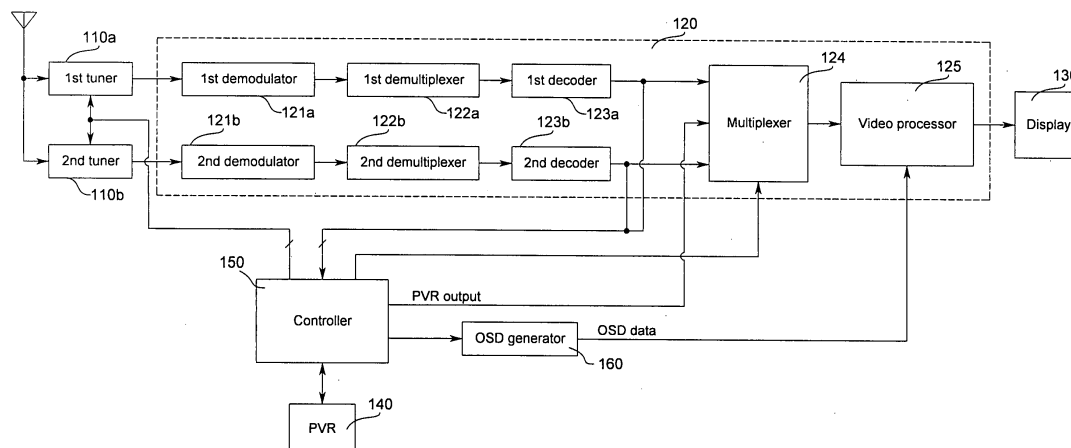 110a
120
1st tuner
1st demodulator
1st demultiplexer
1st decoder
124
125
130
121a
122a
123a
Multiplexer
Video processor
Display
121b
122b
123b
2nd tuner
2nd demodulator
2nd demultiplexer
2nd decoder
110b
150
PVR output
Controller
OSD generator
OSD data
160
140
PVR